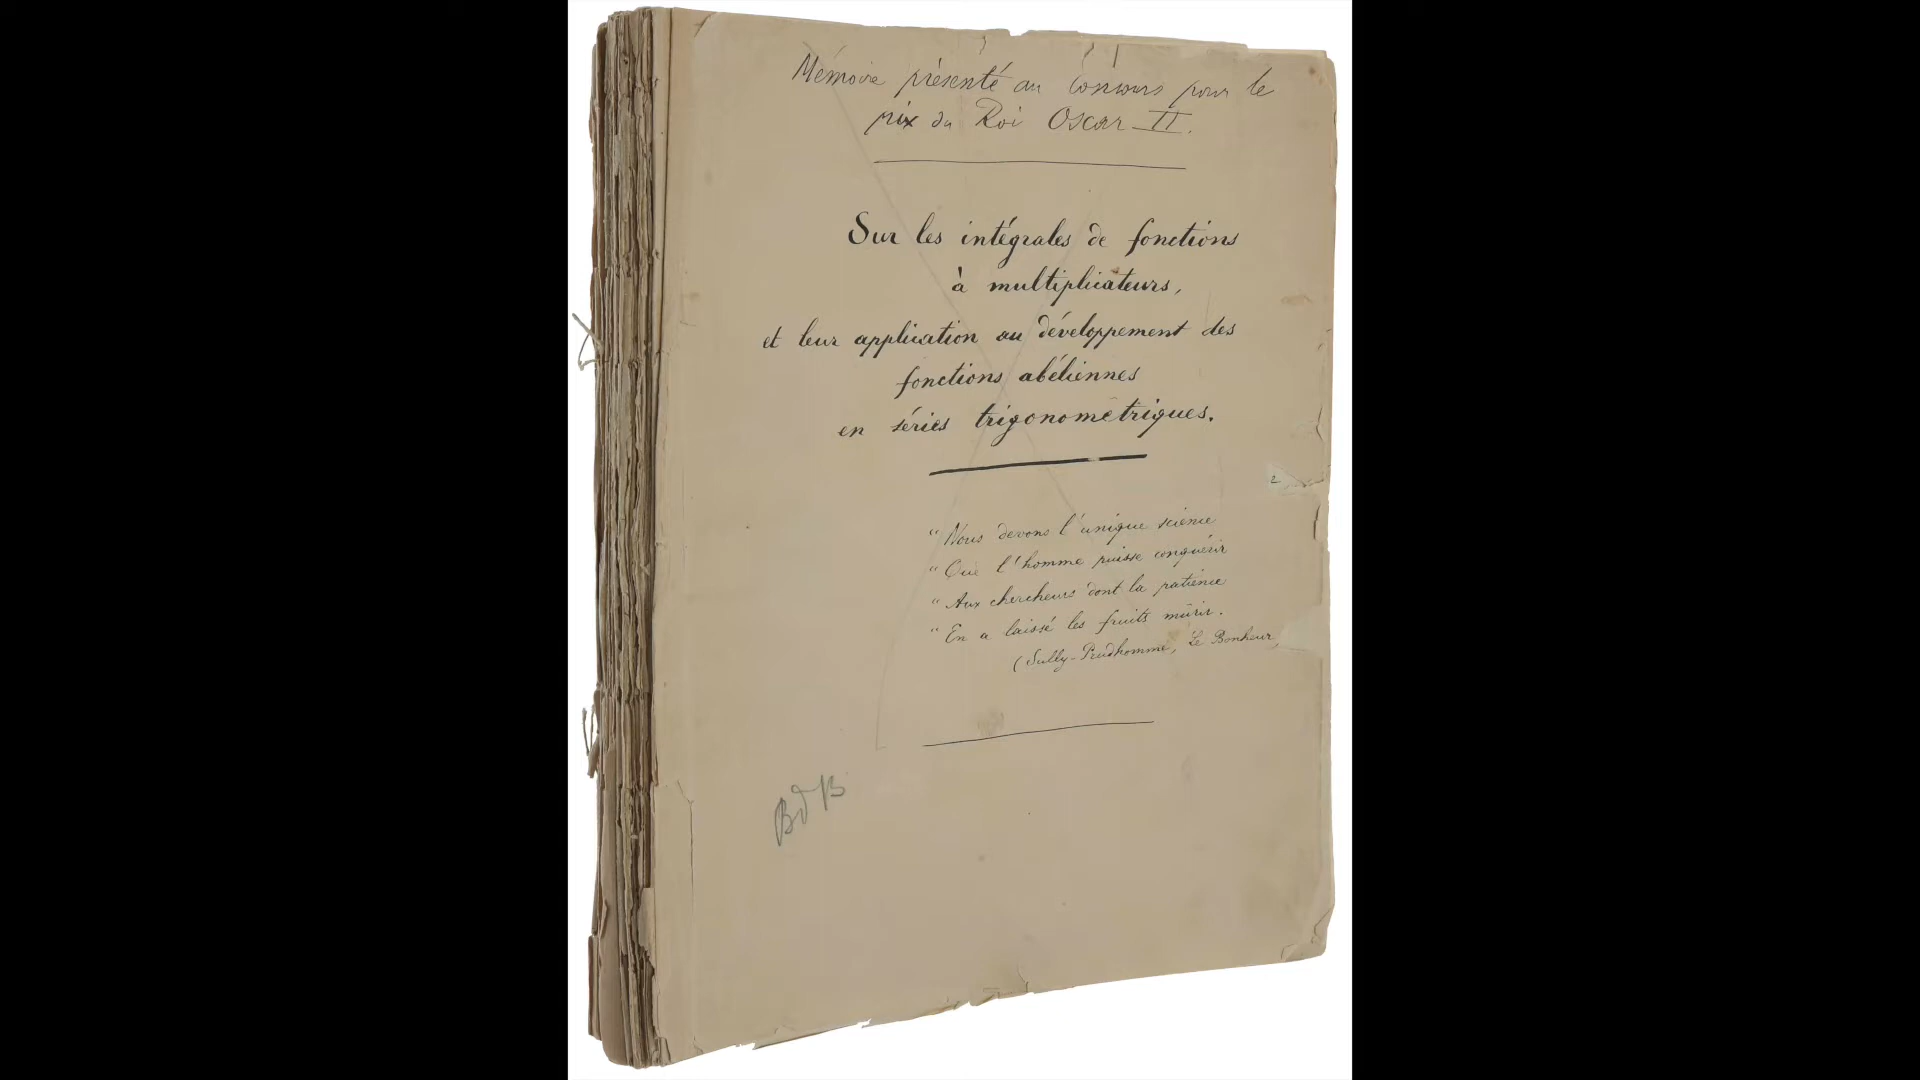 Mémoire présenté au Concours pour le
prix du Roi Oscar II.
Sur les intégrales de fonctions
à multiplicateurs,
et leur application au développement des
fonctions abéliennes
en séries trigonométriques.
2
"Nous devons l'unique science
"Que l'homme puisse conquérir
"Aux chercheurs dont la patience
"En a laissé les fruits mûrir.
(Sully-Prudhomme, Le Bonheur